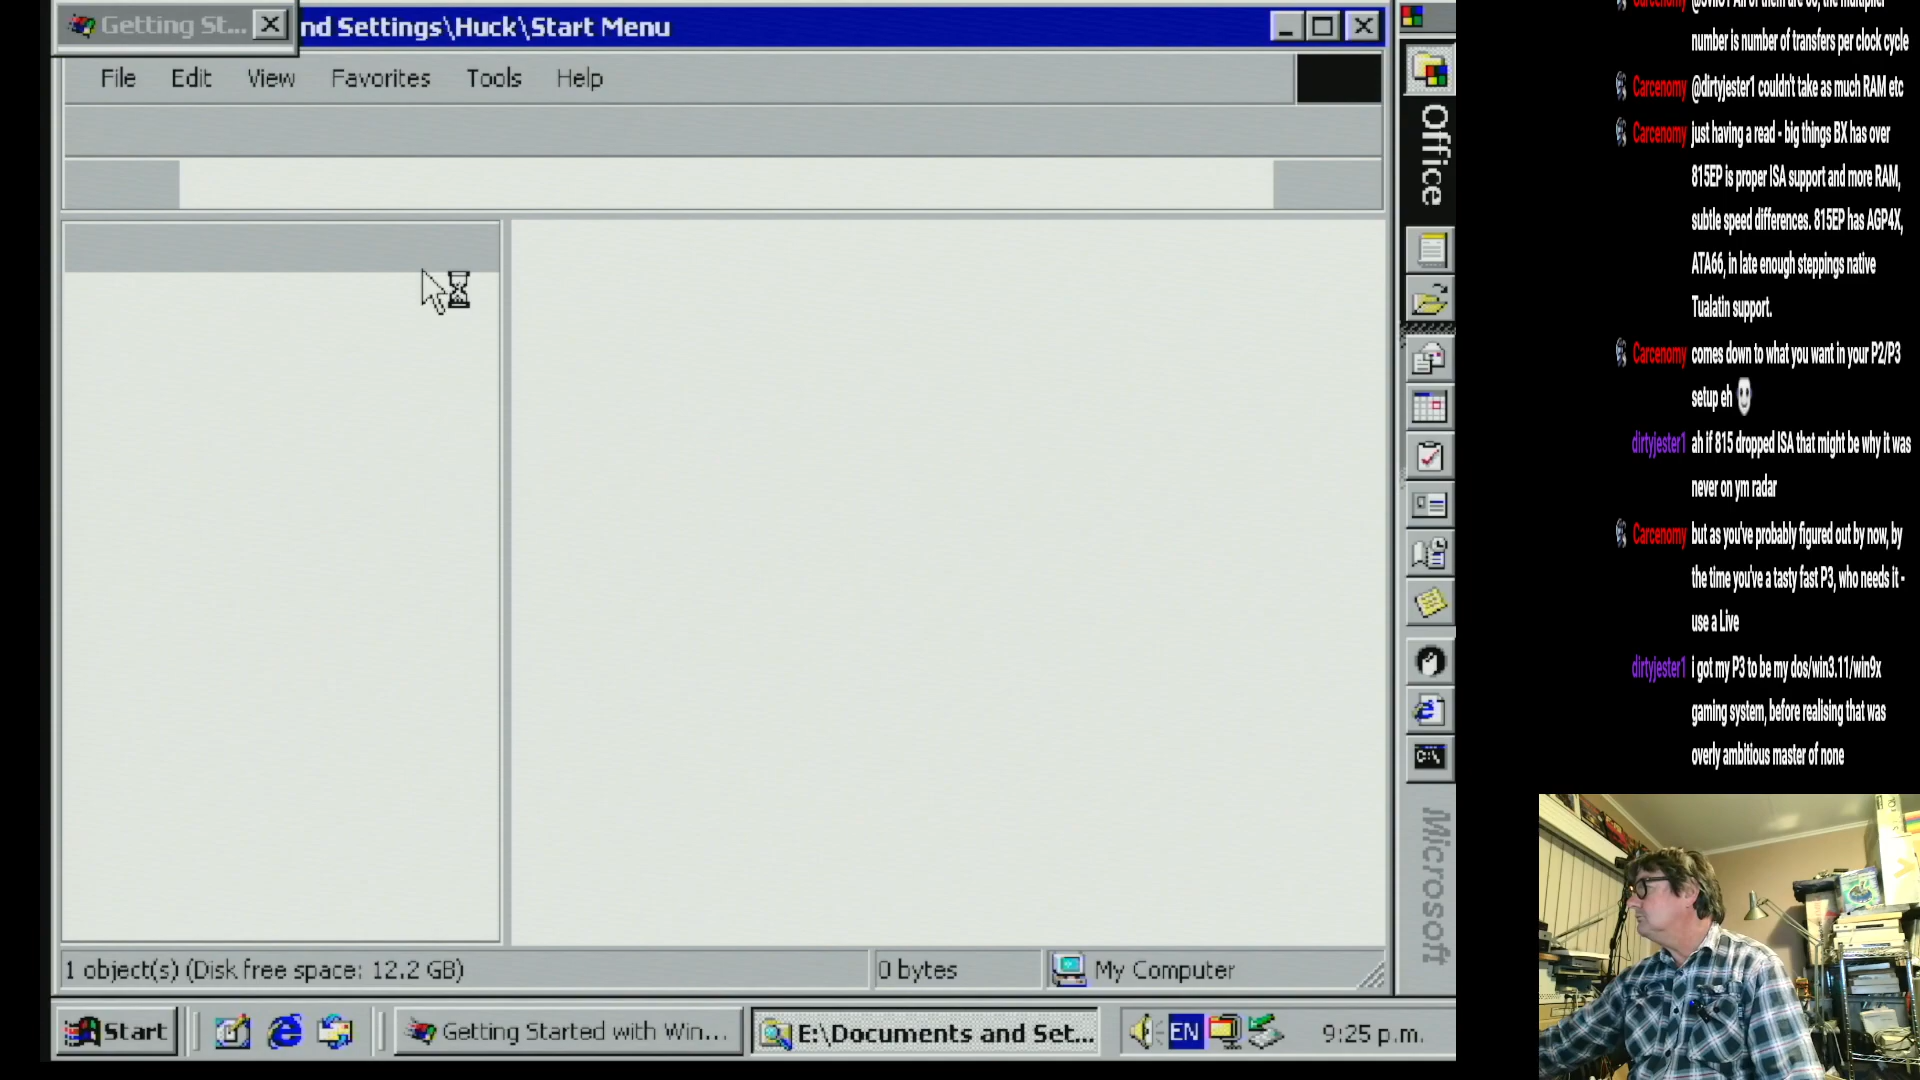 Getting St...
nd Settings\Huck\Start Menu
File Edit View Favorites Tools Help
1 object(s) (Disk free space: 12.2 GB)
0 bytes
My Computer
Start
Getting Started with Win...
E:\Documents and Set...
EN
9:25 p.m.
Office
Microsoft
number is number of transfers per clock cycle
Carcenomy @dirtyjester1 couldn't take as much RAM etc
Carcenomy just having a read - big things BX has over
815EP is proper ISA support and more RAM,
subtle speed differences. 815EP has AGP4X,
ATA66, in late enough steppings native
Tualatin support.
Carcenomy comes down to what you want in your P2/P3
setup eh
dirtyjester1 ah if 815 dropped ISA that might be why it was
never on ym radar
Carcenomy but as you've probably figured out by now, by
the time you've a tasty fast P3, who needs it -
use a Live
dirtyjester1 i got my P3 to be my dos/win3.11/win9x
gaming system, before realising that was
overly ambitious master of none